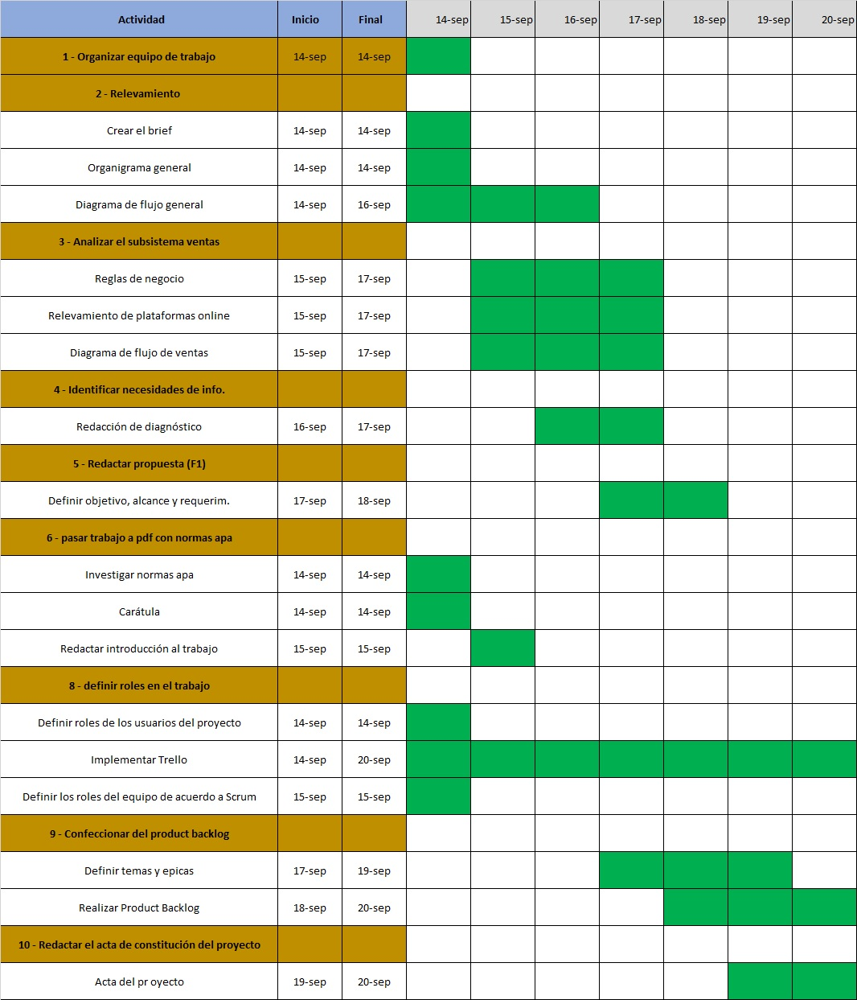 Actividad Inicio Final 14-sep 15-sep 16-sep 17-sep 18-sep 19-sep 20-sep
1 - Organizar equipo de trabajo 14-sep 14-sep
2 - Relevamiento
Crear el brief 14-sep 14-sep
Organigrama general 14-sep 14-sep
Diagrama de flujo general 14-sep 16-sep
3 - Analizar el subsistema ventas
Reglas de negocio 15-sep 17-sep
Relevamiento de plataformas online 15-sep 17-sep
Diagrama de flujo de ventas 15-sep 17-sep
4 - Identificar necesidades de info.
Redacción de diagnóstico 16-sep 17-sep
5 - Redactar propuesta (F1)
Definir objetivo, alcance y requerim. 17-sep 18-sep
6 - pasar trabajo a pdf con normas apa
Investigar normas apa 14-sep 14-sep
Carátula 14-sep 14-sep
Redactar introducción al trabajo 15-sep 15-sep
8 - definir roles en el trabajo
Definir roles de los usuarios del proyecto 14-sep 14-sep
Implementar Trello 14-sep 20-sep
Definir los roles del equipo de acuerdo a Scrum 15-sep 15-sep
9 - Confeccionar del product backlog
Definir temas y epicas 17-sep 19-sep
Realizar Product Backlog 18-sep 20-sep
10 - Redactar el acta de constitución del proyecto
Acta del pr oyecto 19-sep 20-sep